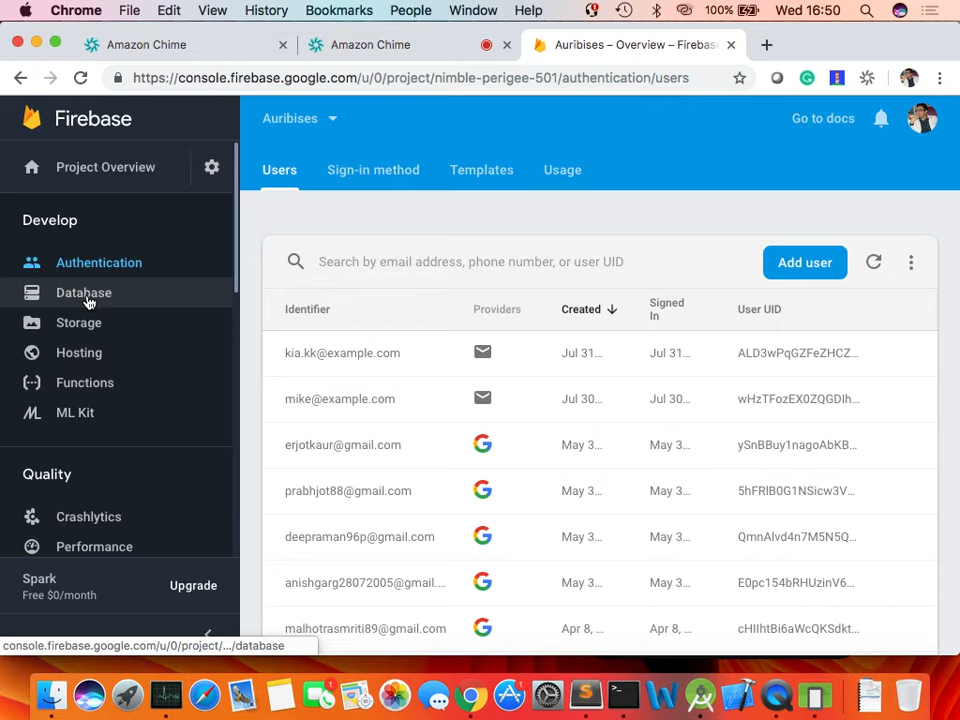 Chrome File Edit View History Bookmarks People Window Help 100% Wed 16:50
Amazon Chime
Amazon Chime
Auribises – Overview – Firebas
https://console.firebase.google.com/u/0/project/nimble-perigee-501/authentication/users
Firebase
Auribises
Go to docs
Project Overview
Users Sign-in method Templates Usage
Develop
Authentication
Database
Storage
Hosting
Functions
ML Kit
Quality
Crashlytics
Performance
Spark
Free $0/month
Upgrade
Search by email address, phone number, or user UID
Add user
Identifier Providers Created Signed In User UID
kia.kk@example.com Jul 31... Jul 31... ALD3wPqGZFeZHCZ...
mike@example.com Jul 30... Jul 30... wHzTFozEX0ZQGDIh...
erjotkaur@gmail.com May 3... May 3... ySnBBuy1nagoAbKB...
prabhjot88@gmail.com May 3... May 3... 5hFRlB0G1NSicw3V...
deepraman96p@gmail.com May 3... May 3... QmnAlvd4n7M5N5Q...
anishgarg28072005@gmail.... May 3... May 3... E0pc154bRHUzinV6...
malhotrasmriti89@gmail.com Apr 8, ... Apr 8, ... cHIIhtBi6aWcQKSdkt...
console.firebase.google.com/u/0/project/.../database